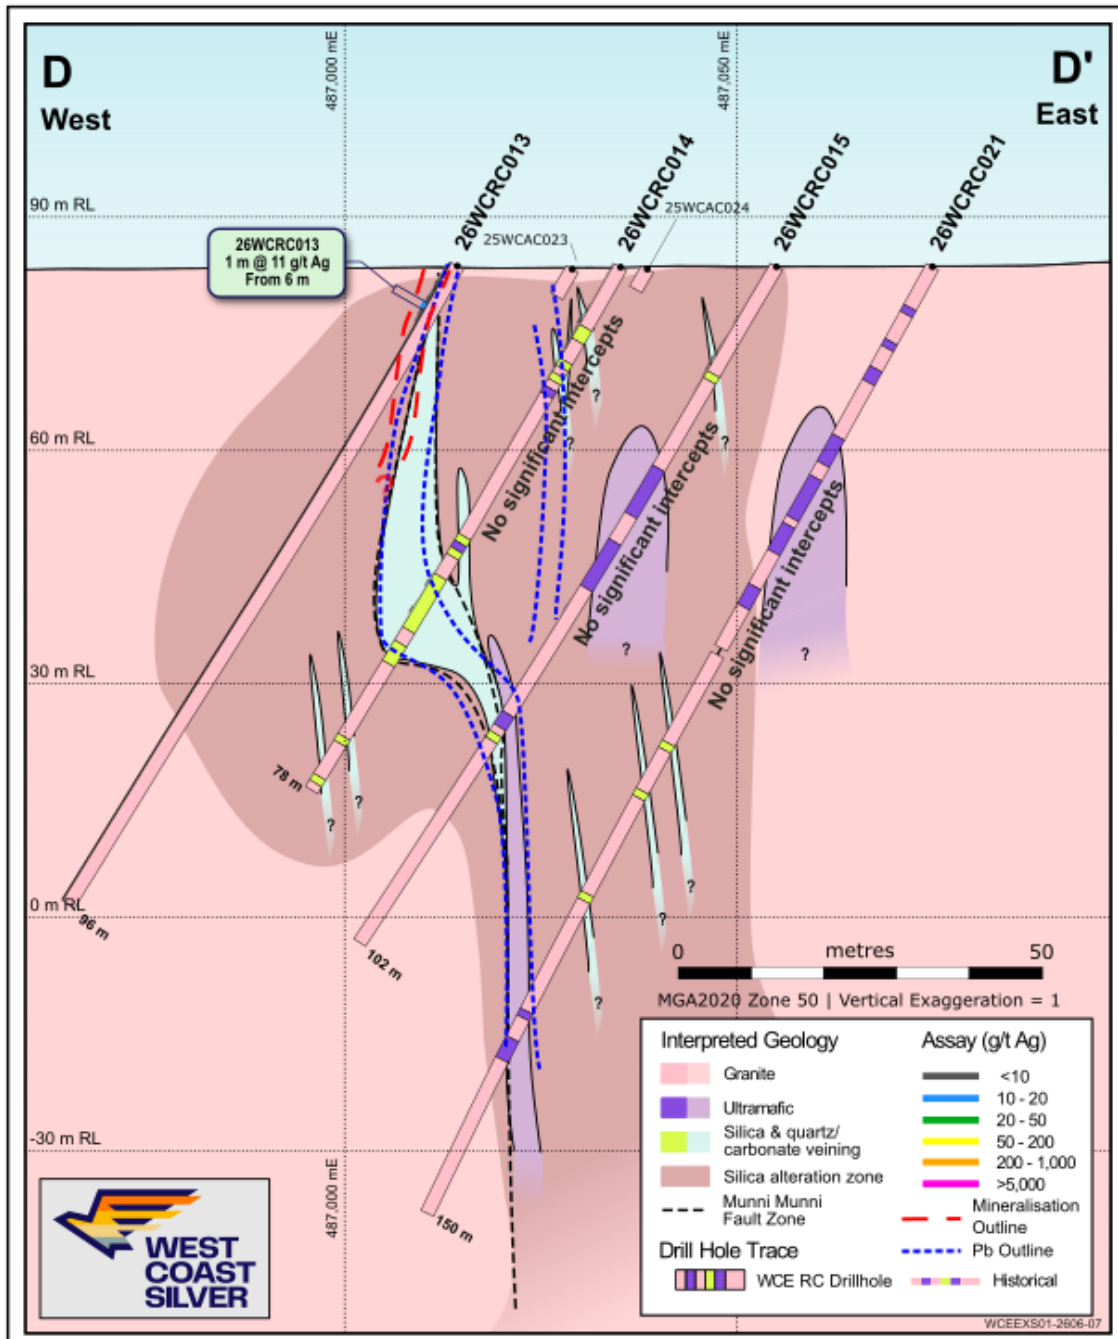 D
West
D'
East
487,000 mE
487,050 mE
26WCRC013
26WCRC014
26WCRC015
26WCRC021
25WCAC023
25WCAC024
90 m RL
26WCRC013
1 m @ 11 g/t Ag
From 6 m
No significant intercepts
No significant intercepts
No significant intercepts
?
?
?
60 m RL
?
?
30 m RL
78 m
?
?
?
?
?
0 m RL
96 m
102 m
150 m
-30 m RL
487,000 mE
0 metres 50
MGA2020 Zone 50 | Vertical Exaggeration = 1
Interpreted Geology
Granite
Ultramafic
Silica & quartz/
carbonate veining
Silica alteration zone
Munni Munni
Fault Zone
Drill Hole Trace
WCE RC Drillhole
Assay (g/t Ag)
<10
10 - 20
20 - 50
50 - 200
200 - 1,000
>5,000
Mineralisation
Outline
Pb Outline
Historical
WEST
COAST
SILVER
WCEEXS01-2606-07